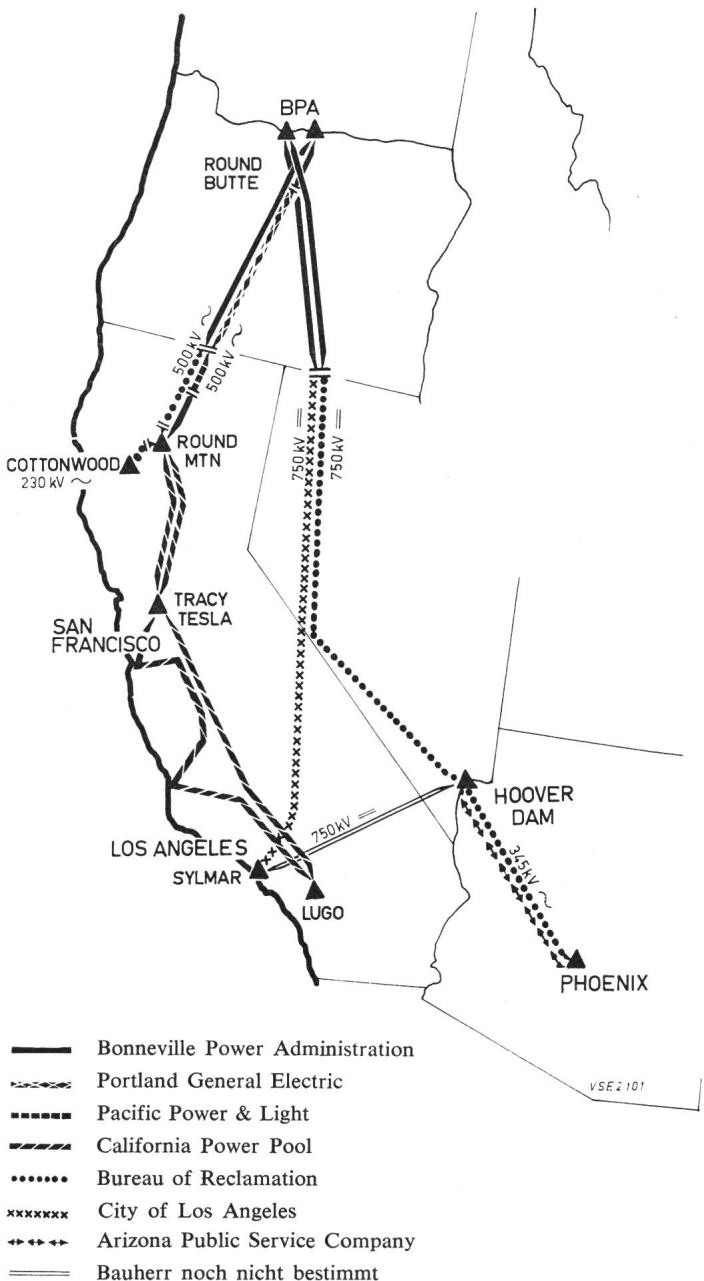 BPA
ROUND
BUTTE
500 kV ~
500 kV ~
750 kV =
750 kV =
ROUND
MTN
COTTONWOOD
230 kV ~
TRACY
TESLA
SAN
FRANCISCO
HOOVER
DAM
750 kV =
LOS ANGELES
SYLMAR
LUGO
345 kV ~
PHOENIX
VSE2101
Bonneville Power Administration
Portland General Electric
Pacific Power & Light
California Power Pool
Bureau of Reclamation
City of Los Angeles
Arizona Public Service Company
Bauherr noch nicht bestimmt